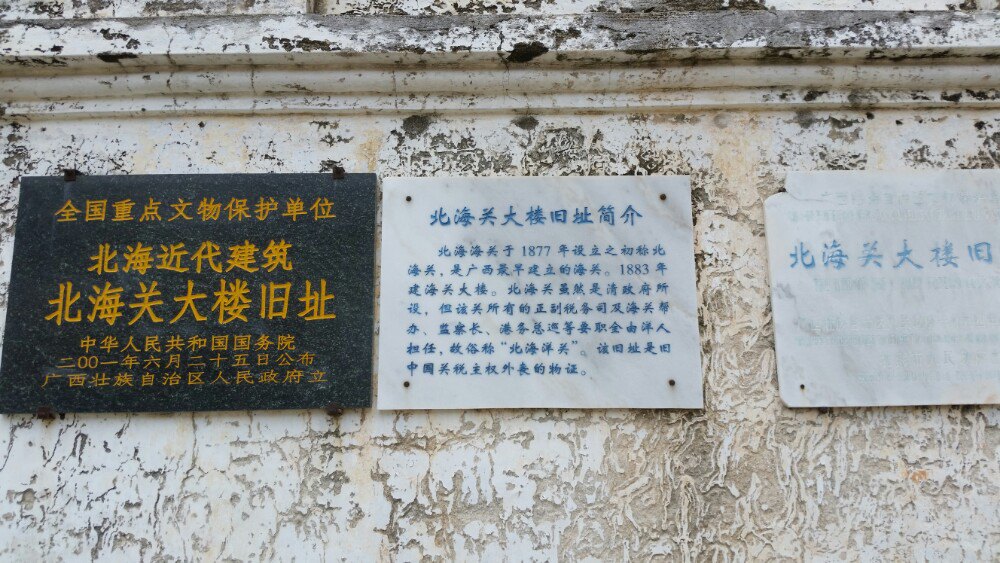 全国重点文物保护单位
北海近代建筑
北海关大楼旧址
中华人民共和国国务院
二〇〇一年六月二十五日公布
广西壮族自治区人民政府立
北海关大楼旧址简介
北海海关于1877年设立之初称北
海关，是广西最早建立的海关。1883年
建海关大楼。北海关虽然是清政府所
设，但该关所有的正副税务司及海关帮
办、监察长、港务总巡等要职全由洋人
担任，故俗称“北海洋关”。该旧址是旧
中国关税主权外丧的物证。
北海关大楼旧